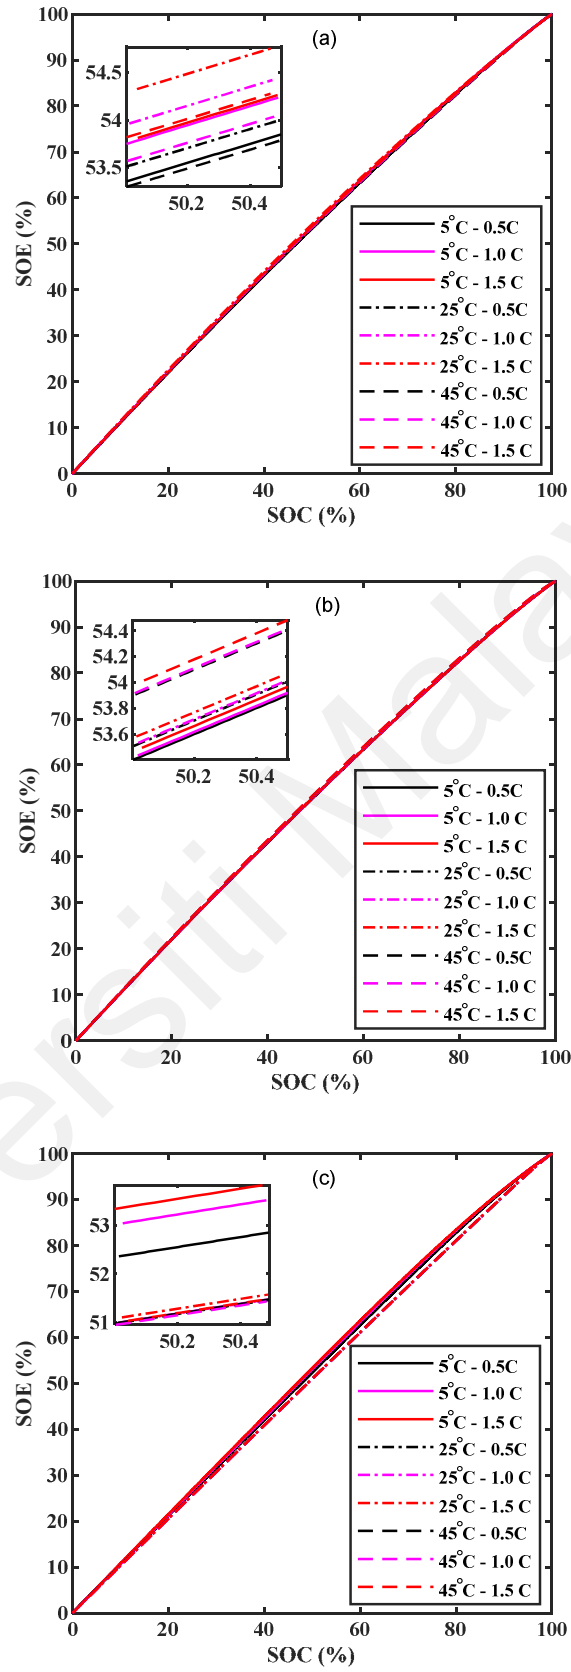 (a)
100
90
80
70
60
50
40
30
20
10
0
SOE (%)
54.5
54
53.5
50.2 50.4
5°C - 0.5C
5°C - 1.0 C
5°C - 1.5 C
25°C - 0.5C
25°C - 1.0 C
25°C - 1.5 C
45°C - 0.5C
45°C - 1.0 C
45°C - 1.5 C
0 20 40 60 80 100
SOC (%)
(b)
100
90
80
70
60
50
40
30
20
10
0
SOE (%)
54.4
54.2
54
53.8
53.6
50.2 50.4
5°C - 0.5C
5°C - 1.0 C
5°C - 1.5 C
25°C - 0.5C
25°C - 1.0 C
25°C - 1.5 C
45°C - 0.5C
45°C - 1.0 C
45°C - 1.5 C
0 20 40 60 80 100
SOC (%)
(c)
100
90
80
70
60
50
40
30
20
10
0
SOE (%)
53
52
51
50.2 50.4
5°C - 0.5C
5°C - 1.0 C
5°C - 1.5 C
25°C - 0.5C
25°C - 1.0 C
25°C - 1.5 C
45°C - 0.5C
45°C - 1.0 C
45°C - 1.5 C
0 20 40 60 80 100
SOC (%)
ersiti Mala